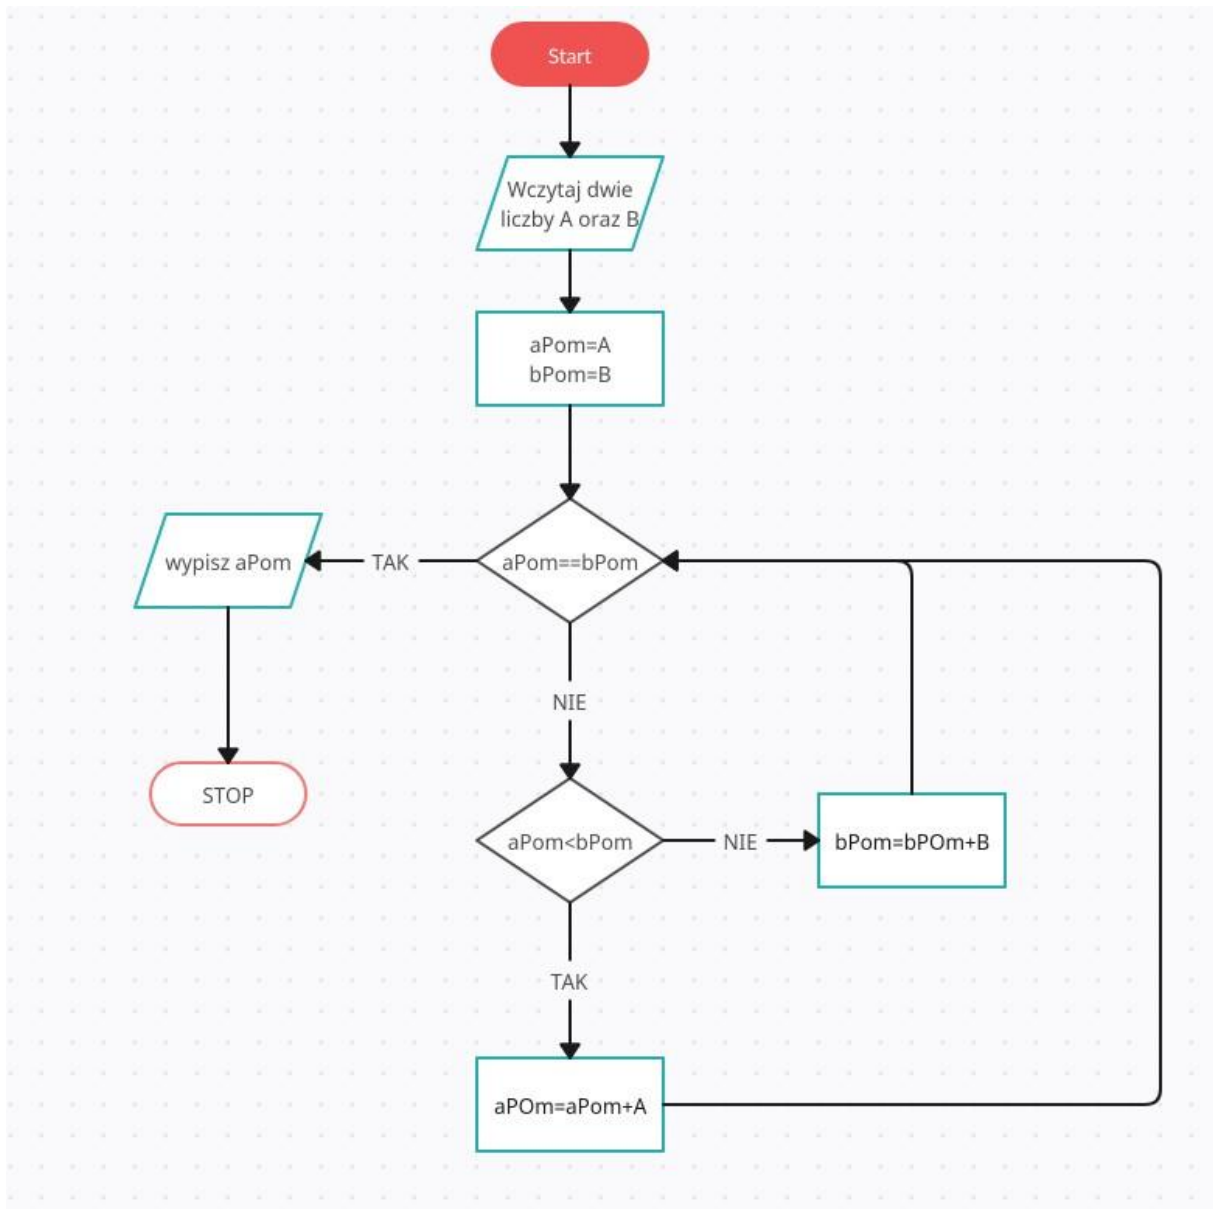 Start
Wczytaj dwie
liczby A oraz B
aPom=A
bPom=B
aPom==bPom
TAK
wypisz aPom
STOP
NIE
aPom<bPom
NIE
bPom=bPOm+B
TAK
aPOm=aPom+A